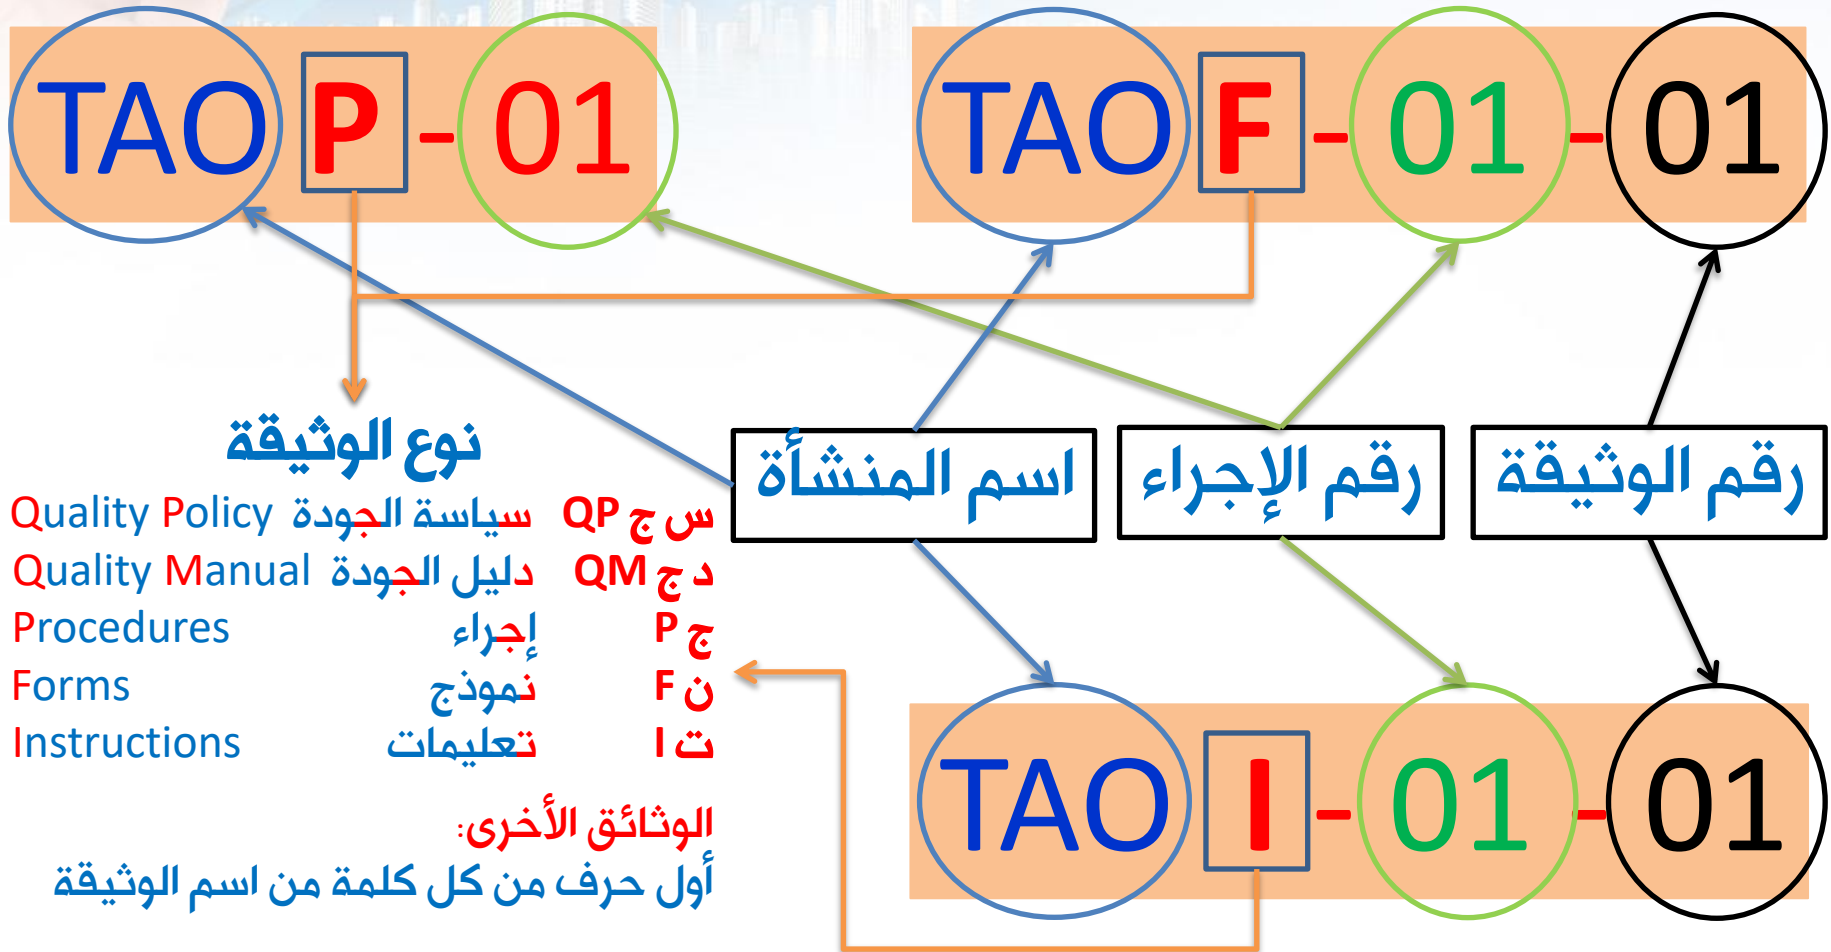 TAO P - 01
TAO F - 01 - 01
نوع الوثيقة
س ج QP سياسة الجودة Quality Policy
د ج QM دليل الجودة Quality Manual
ج P إجراء Procedures
ن F نموذج Forms
ت I تعليمات Instructions
الوثائق الأخرى:
أول حرف من كل كلمة من اسم الوثيقة
اسم المنشأة
رقم الإجراء
رقم الوثيقة
TAO I - 01 - 01